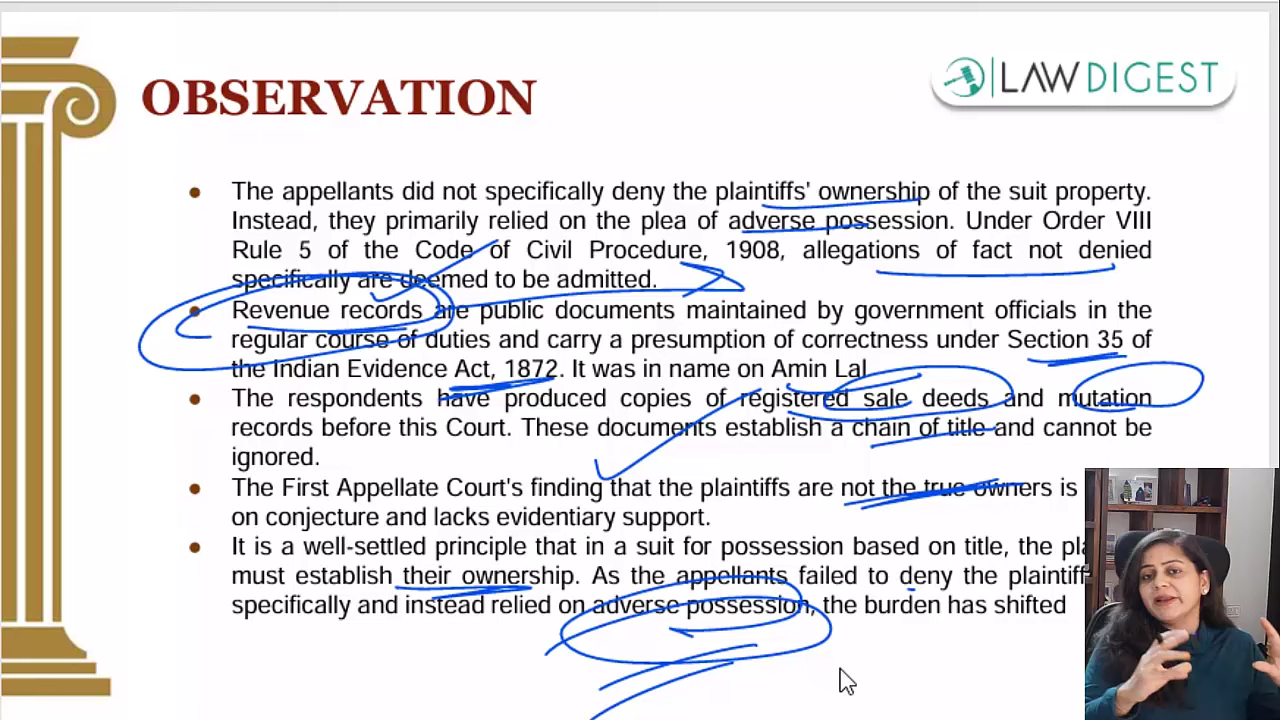 OBSERVATION
LAWDIGEST
The appellants did not specifically deny the plaintiffs' ownership of the suit property.
Instead, they primarily relied on the plea of adverse possession. Under Order VIII
Rule 5 of the Code of Civil Procedure, 1908, allegations of fact not denied
specifically are deemed to be admitted.
Revenue records are public documents maintained by government officials in the
regular course of duties and carry a presumption of correctness under Section 35 of
the Indian Evidence Act, 1872. It was in name on Amin Lal
The respondents have produced copies of registered sale deeds and mutation
records before this Court. These documents establish a chain of title and cannot be
ignored.
The First Appellate Court's finding that the plaintiffs are not the true owners is
on conjecture and lacks evidentiary support.
It is a well-settled principle that in a suit for possession based on title, the
must establish their ownership. As the appellants failed to deny the
specifically and instead relied on adverse possession, the burden has shifted